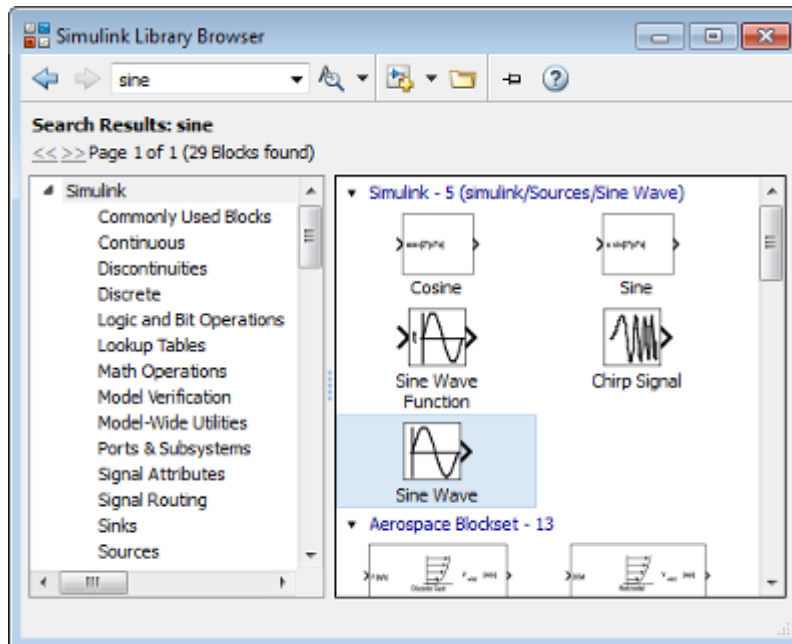 Simulink Library Browser
sine
Search Results: sine
<< >> Page 1 of 1 (29 Blocks found)
Simulink
Commonly Used Blocks
Continuous
Discontinuities
Discrete
Logic and Bit Operations
Lookup Tables
Math Operations
Model Verification
Model-Wide Utilities
Ports & Subsystems
Signal Attributes
Signal Routing
Sinks
Sources
Simulink - 5 (simulink/Sources/Sine Wave)
Cosine
Sine
t
Sine Wave
Function
Chirp Signal
Sine Wave
Aerospace Blockset - 13